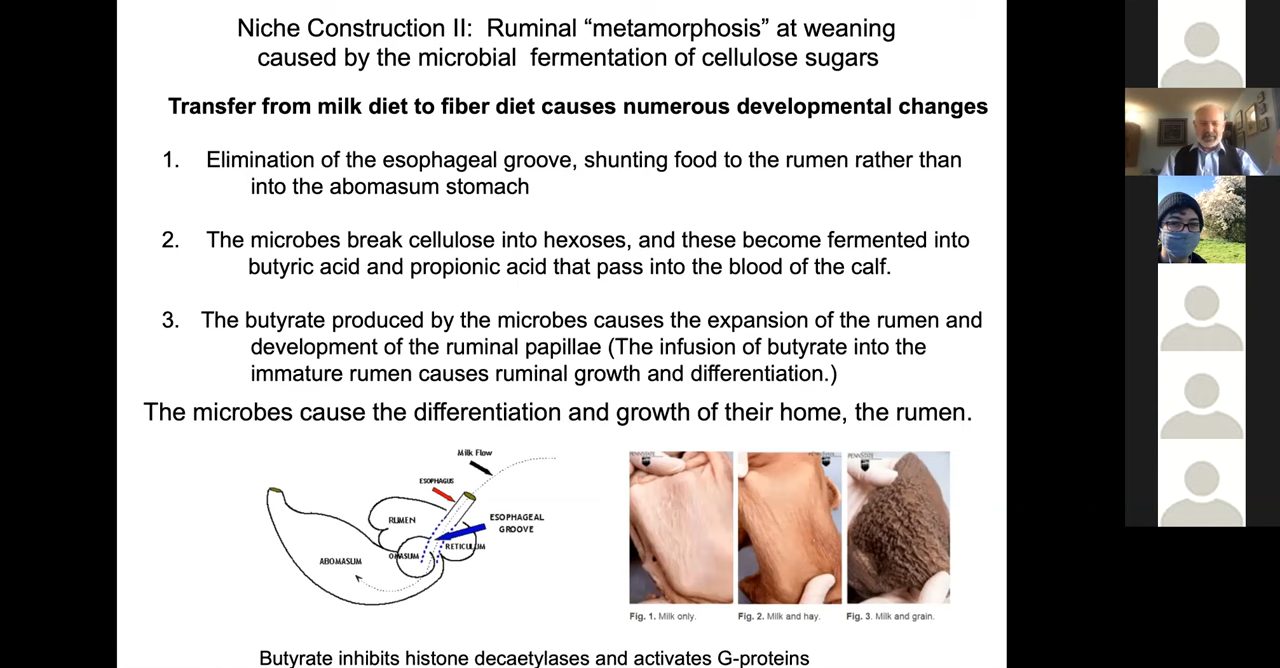 Niche Construction II: Ruminal “metamorphosis” at weaning
caused by the microbial fermentation of cellulose sugars
Transfer from milk diet to fiber diet causes numerous developmental changes
1. Elimination of the esophageal groove, shunting food to the rumen rather than
into the abomasum stomach
2. The microbes break cellulose into hexoses, and these become fermented into
butyric acid and propionic acid that pass into the blood of the calf.
3. The butyrate produced by the microbes causes the expansion of the rumen and
development of the ruminal papillae (The infusion of butyrate into the
immature rumen causes ruminal growth and differentiation.)
The microbes cause the differentiation and growth of their home, the rumen.
Milk Flow
ESOPHAGUS
RUMEN
ESOPHAGEAL
GROOVE
RETICULUM
OMASUM
ABOMASUM
PENNSTATE
PENNSTATE
Fig. 1. Milk only.
Fig. 2. Milk and hay.
Fig. 3. Milk and grain.
Butyrate inhibits histone decaetylases and activates G-proteins